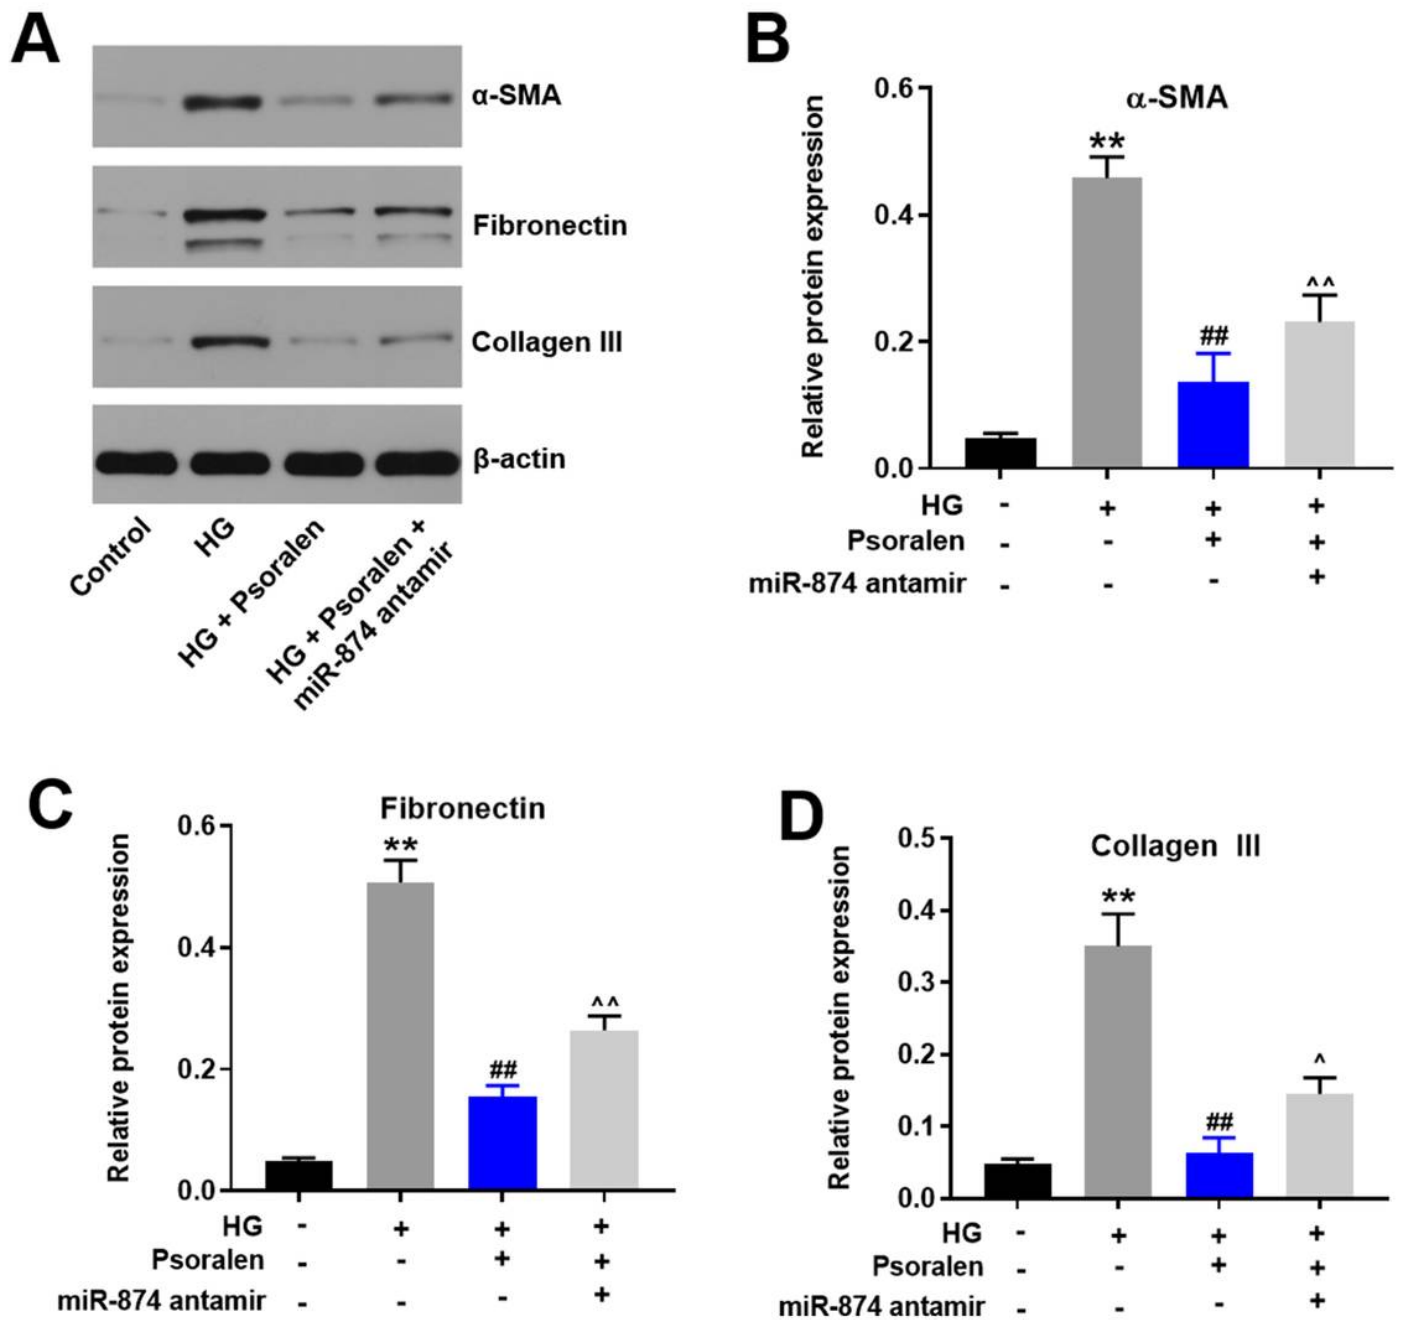 A
α-SMA
Fibronectin
Collagen III
β-actin
Control
HG
HG + Psoralen
HG + Psoralen +
miR-874 antamir
B
α-SMA
Relative protein expression
0.6
0.4
0.2
0.0
**
##
^^
HG - + + +
Psoralen - - + +
miR-874 antamir - - - +
C
Fibronectin
Relative protein expression
0.6
0.4
0.2
0.0
**
##
^^
HG - + + +
Psoralen - - + +
miR-874 antamir - - - +
D
Collagen III
Relative protein expression
0.5
0.4
0.3
0.2
0.1
0.0
**
##
^
HG - + + +
Psoralen - - + +
miR-874 antamir - - - +